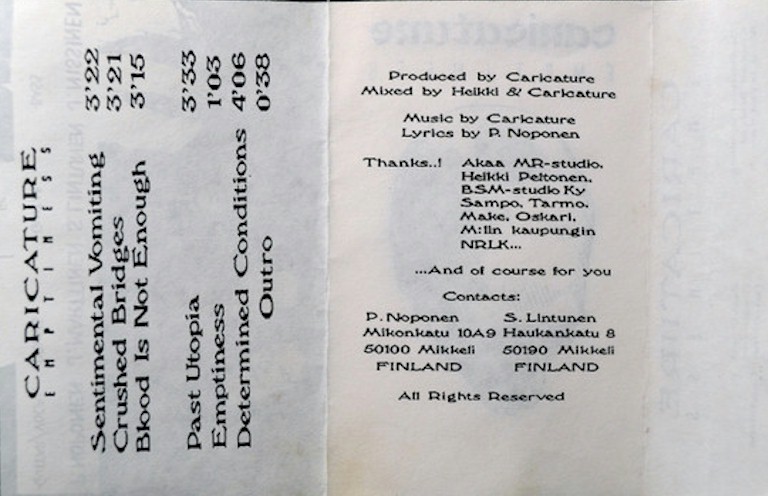 CARICATURE
EMPTINESS
Sentimental Vomiting 3'22
Crushed Bridges 3'21
Blood Is Not Enough 3'15
Past Utopia 3'33
Emptiness 1'03
Determined Conditions 4'06
Outro 0'38
Produced by Caricature
Mixed by Heikki & Caricature
Music by Caricature
Lyrics by P. Noponen
Thanks..! Akaa MR-studio,
Heikki Peltonen,
B.S.M-studio Ky
Sampo, Tarmo,
Make, Oskari,
M:lin kaupungin
NRLK...
...And of course for you
Contacts:
P. Noponen S. Lintunen
Mikonkatu 10A9 Haukankatu 8
50100 Mikkeli 50190 Mikkeli
FINLAND FINLAND
All Rights Reserved